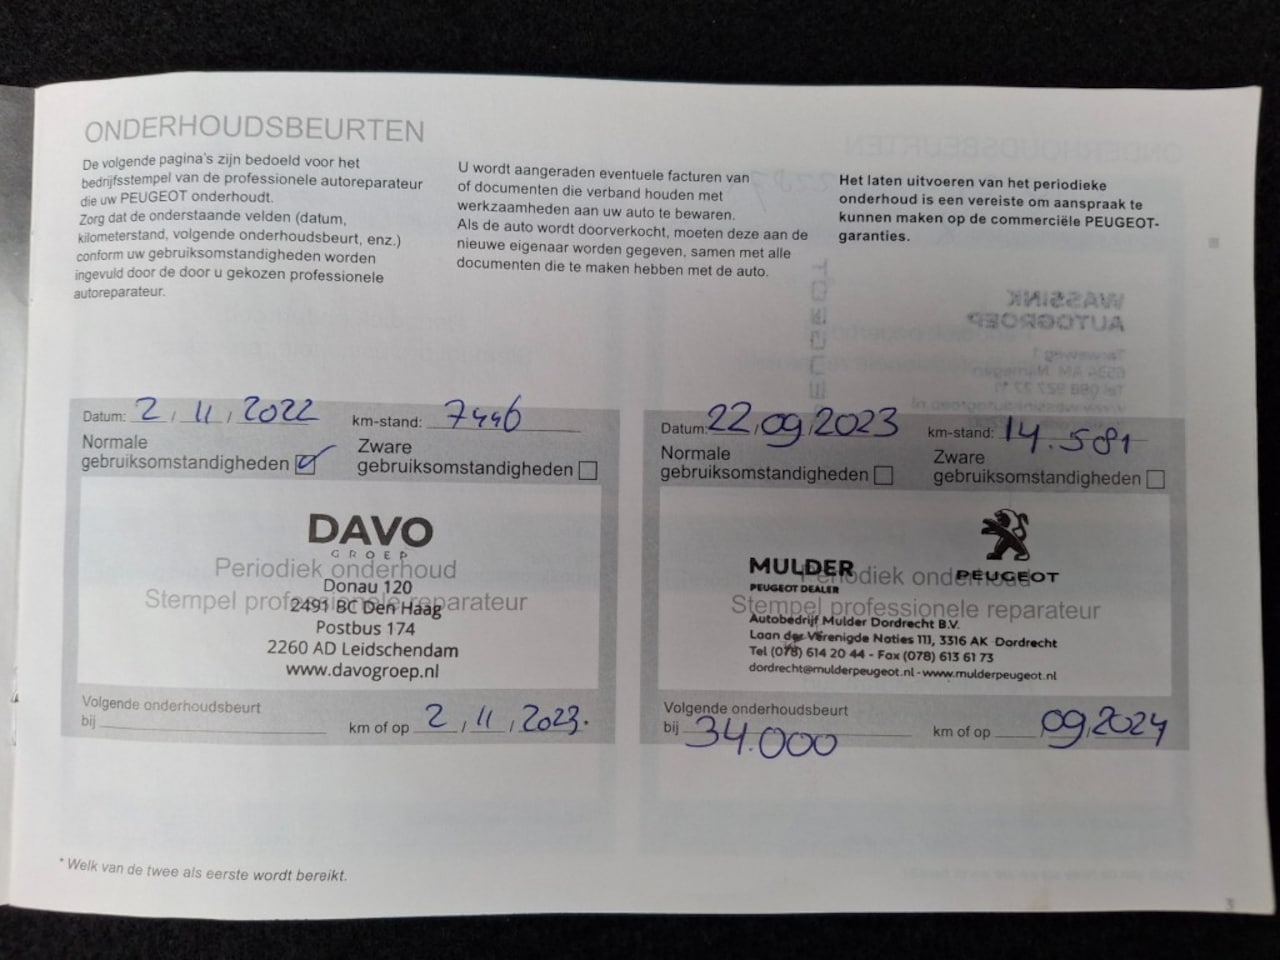 ONDERHOUDSBEURTEN
De volgende pagina's zijn bedoeld voor het
bedrijfsstempel van de professionele autoreparateur
die uw PEUGEOT onderhoudt.
Zorg dat de onderstaande velden (datum,
kilometerstand, volgende onderhoudsbeurt, enz.)
conform uw gebruiksomstandigheden worden
ingevuld door de door u gekozen professionele
autoreparateur.
U wordt aangeraden eventuele facturen van
of documenten die verband houden met
werkzaamheden aan uw auto te bewaren.
Als de auto wordt doorverkocht, moeten deze aan de
nieuwe eigenaar worden gegeven, samen met alle
documenten die te maken hebben met de auto.
Het laten uitvoeren van het periodieke
onderhoud is een vereiste om aanspraak te
kunnen maken op de commerciële PEUGEOT-
garanties.
WASSINK
AUTOGROEP
Datum: 2 / 11 / 2022 km-stand: 7446
Normale
gebruiksomstandigheden
Zware
gebruiksomstandigheden
DAVO
GROEP
Periodiek onderhoud
Donau 120
Stempel professionele reparateur
2491 BC Den Haag
Postbus 174
2260 AD Leidschendam
www.davogroep.nl
Volgende onderhoudsbeurt
bij km of op 2 / 11 / 2023.
Datum: 22/09/2023 km-stand: 14.581
Normale
gebruiksomstandigheden
Zware
gebruiksomstandigheden
MULDER
PEUGEOT DEALER
PEUGEOT
Periodiek onderhoud
Stempel professionele reparateur
Autobedrijf Mulder Dordrecht B.V.
Laan der Verenigde Naties 111, 3316 AK Dordrecht
Tel (078) 614 20 44 - Fax (078) 613 61 73
dordrecht@mulderpeugeot.nl - www.mulderpeugeot.nl
Volgende onderhoudsbeurt
bij 34.000 km of op 09/2024
* Welk van de twee als eerste wordt bereikt.